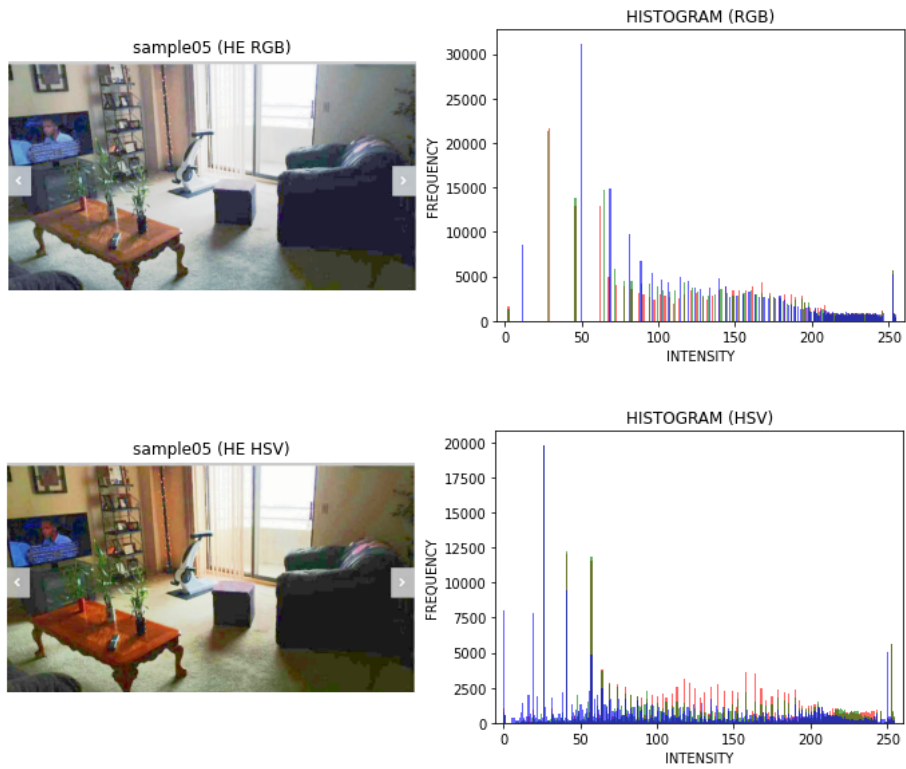 sample05 (HE RGB)
HISTOGRAM (RGB)
FREQUENCY
30000
25000
20000
15000
10000
5000
0
0 50 100 150 200 250
INTENSITY
sample05 (HE HSV)
HISTOGRAM (HSV)
FREQUENCY
20000
17500
15000
12500
10000
7500
5000
2500
0
0 50 100 150 200 250
INTENSITY